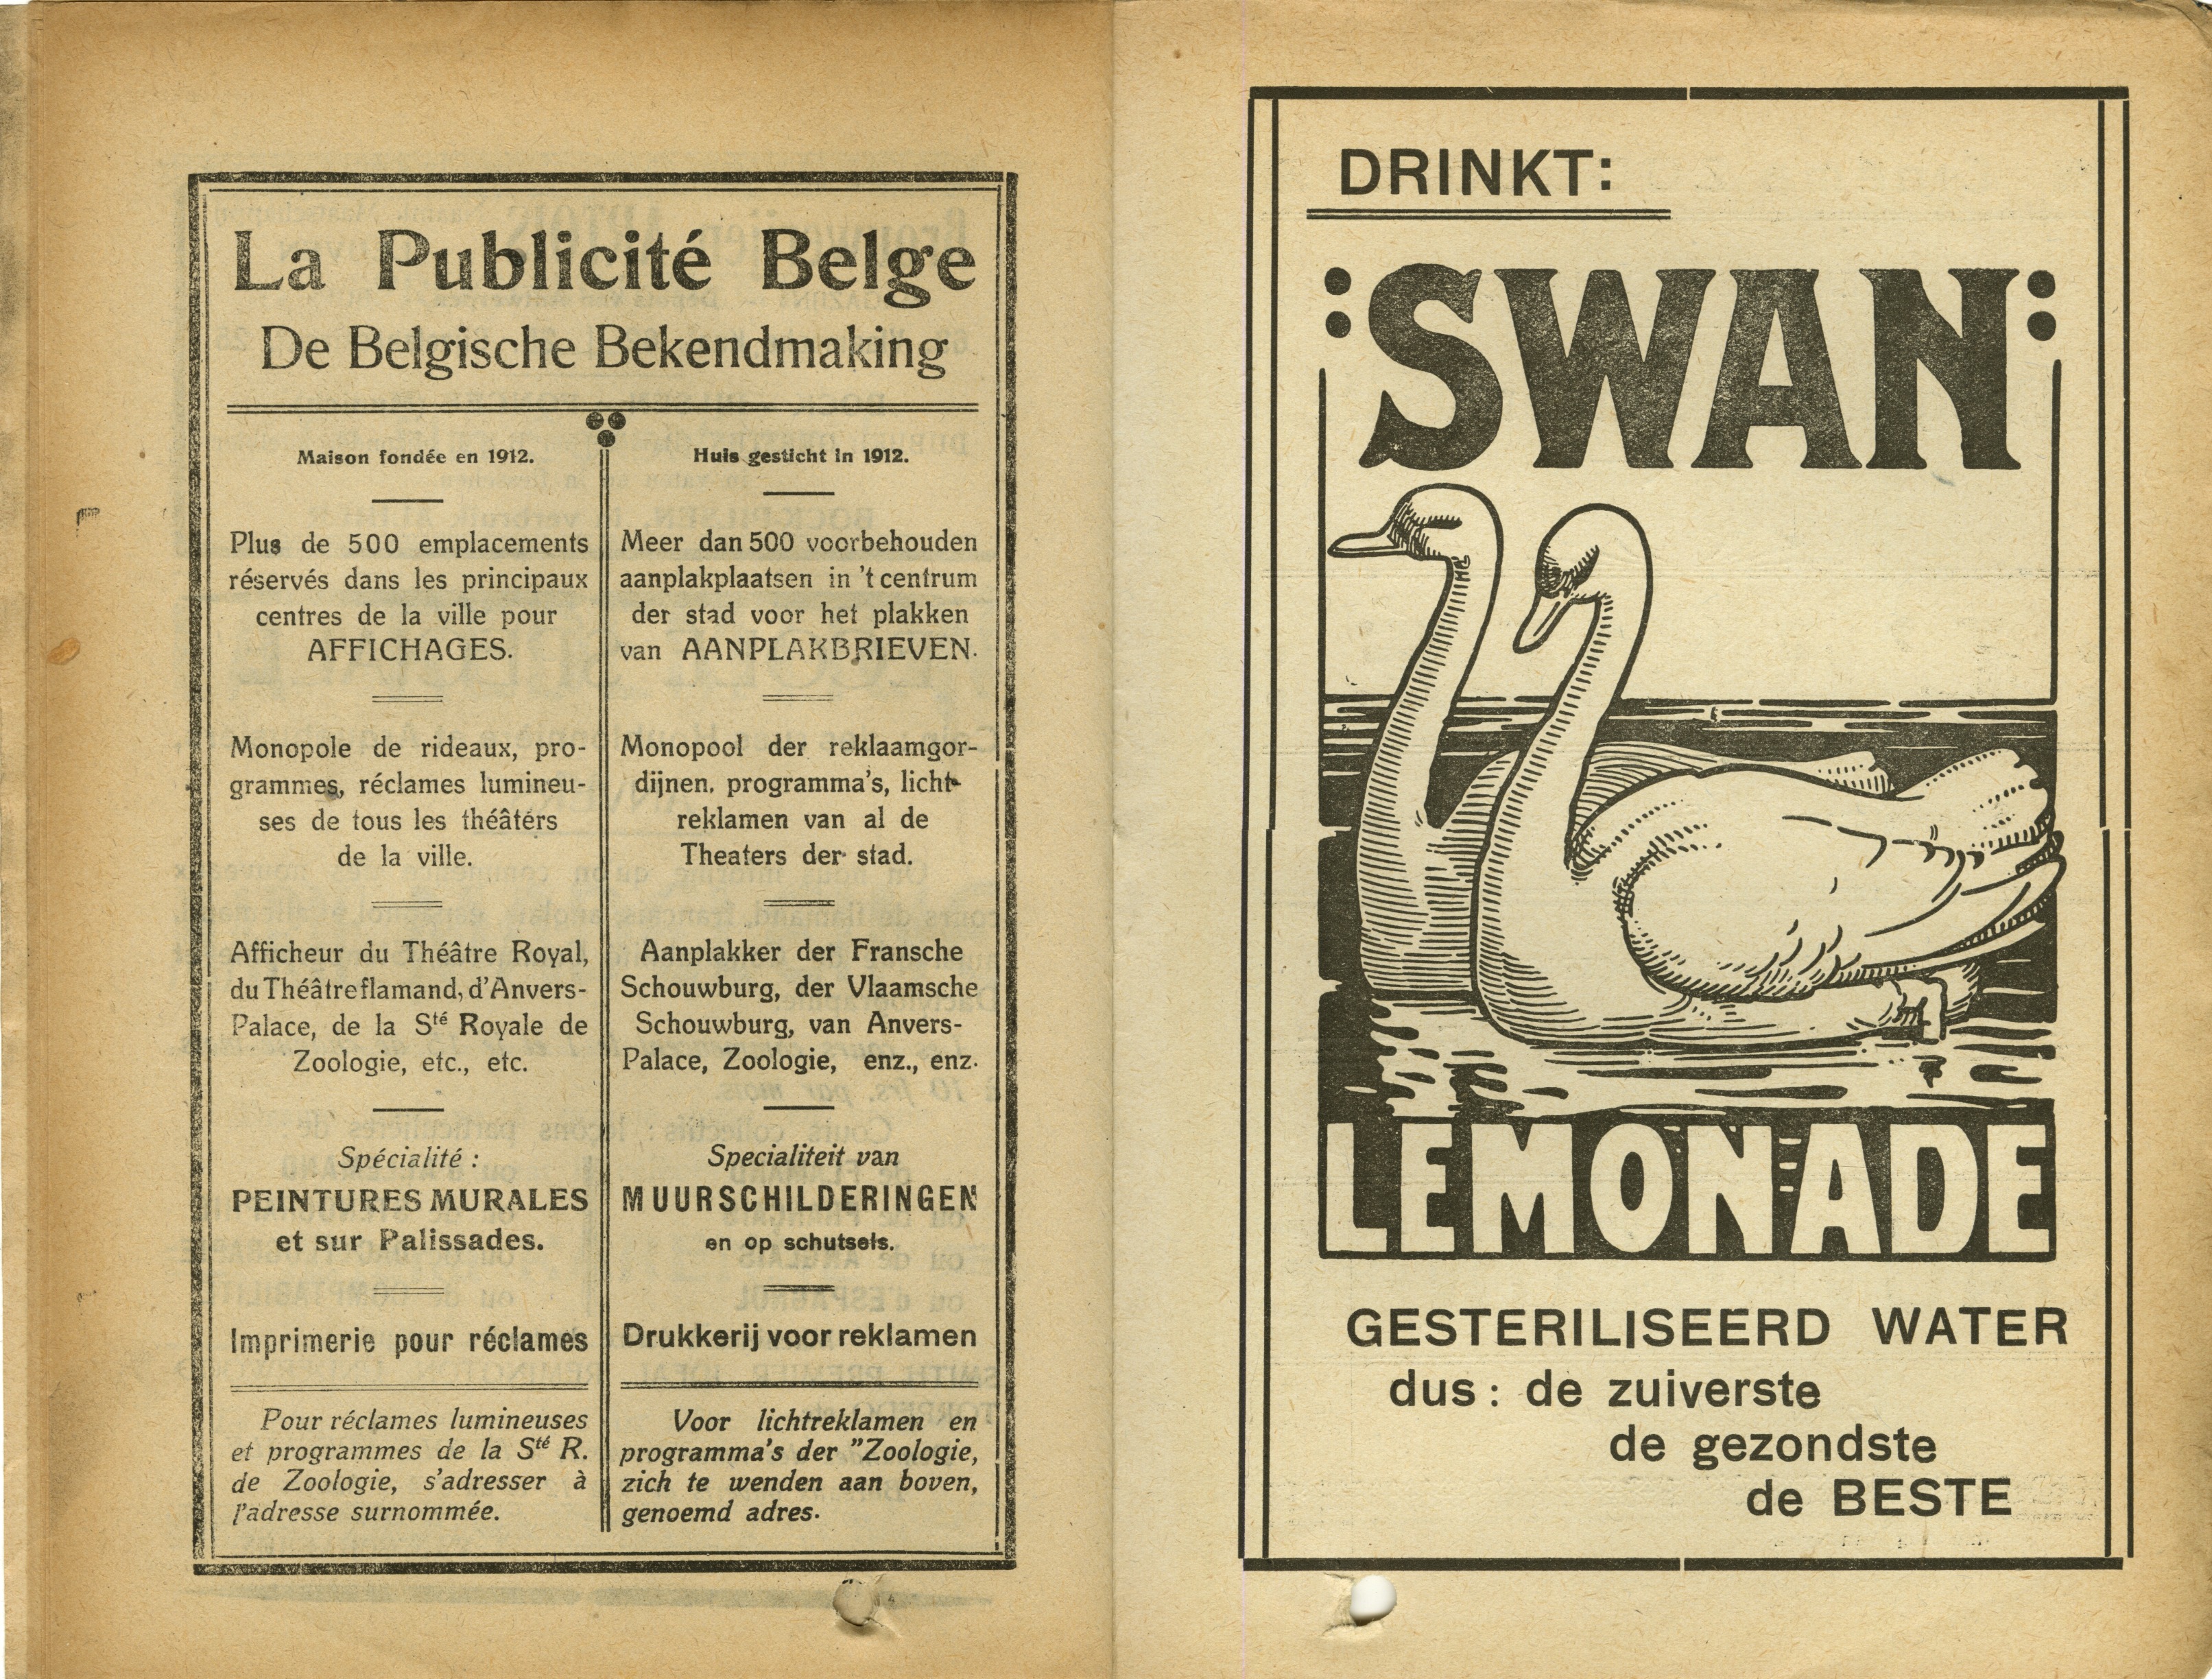 La Publicité Belge
De Belgische Bekendmaking
Maison fondée en 1912.
Plus de 500 emplacements
réservés dans les principaux
centres de la ville pour
AFFICHAGES.
Monopole de rideaux, pro-
grammes, réclames lumineu-
ses de tous les théâtérs
de la ville.
Afficheur du Théâtre Royal,
du Théâtre flamand, d'Anvers-
Palace, de la Sté Royale de
Zoologie, etc., etc.
Spécialité :
PEINTURES MURALES
et sur Palissades.
Imprimerie pour réclames
Pour réclames lumineuses
et programmes de la Sté R.
de Zoologie, s'adresser à
l'adresse surnommée.
Huis gesticht in 1912.
Meer dan 500 voorbehouden
aanplakplaatsen in 't centrum
der stad voor het plakken
van AANPLAKBRIEVEN.
Monopool der reklaamgor-
dijnen, programma's, licht-
reklamen van al de
Theaters der stad.
Aanplakker der Fransche
Schouwburg, der Vlaamsche
Schouwburg, van Anvers-
Palace, Zoologie, enz., enz.
Specialiteit van
MUURSCHILDERINGEN
en op schutsels.
Drukkerij voor reklamen
Voor lichtreklamen en
programma's der "Zoologie,
zich te wenden aan boven,
genoemd adres.
DRINKT:
:SWAN:
LEMONADE
GESTERILISEERD WATER
dus : de zuiverste
de gezondste
de BESTE